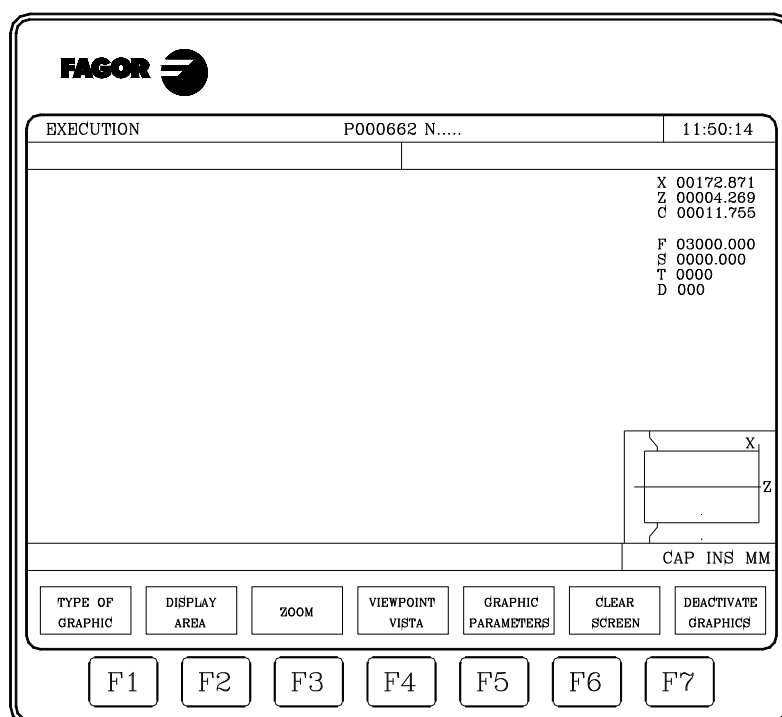 FAGOR
EXECUTION P000662 N..... 11:50:14
X 00172.871
Z 00004.269
C 00011.755
F 03000.000
S 0000.000
T 0000
D 000
X
Z
CAP INS MM
TYPE OF GRAPHIC
DISPLAY AREA
ZOOM
VIEWPOINT VISTA
GRAPHIC PARAMETERS
CLEAR SCREEN
DEACTIVATE GRAPHICS
F1 F2 F3 F4 F5 F6 F7